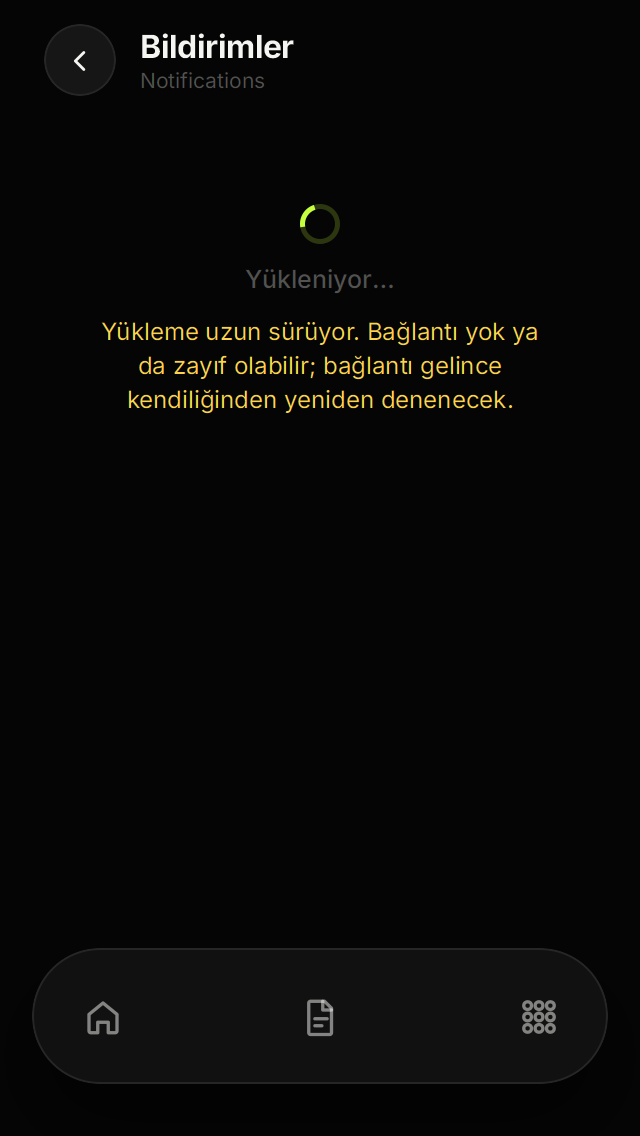 Bildirimler
Notifications
Yükleniyor...
Yükleme uzun sürüyor. Bağlantı yok ya
da zayıf olabilir; bağlantı gelince
kendiliğinden yeniden denenecek.